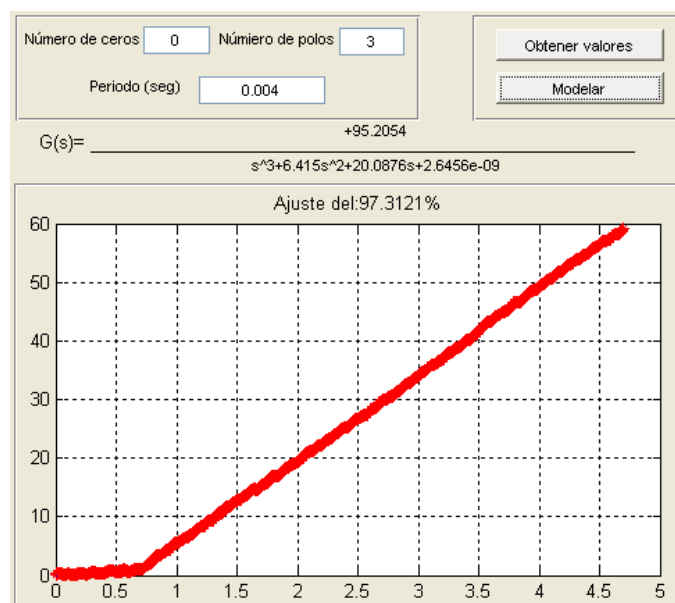 Número de ceros 0 Númiero de polos 3
Periodo (seg) 0.004
Obtener valores
Modelar
G(s)=
+95.2054
s^3+6.415s^2+20.0876s+2.6456e-09
Ajuste del:97.3121%
60
50
40
30
20
10
0
0 0.5 1 1.5 2 2.5 3 3.5 4 4.5 5